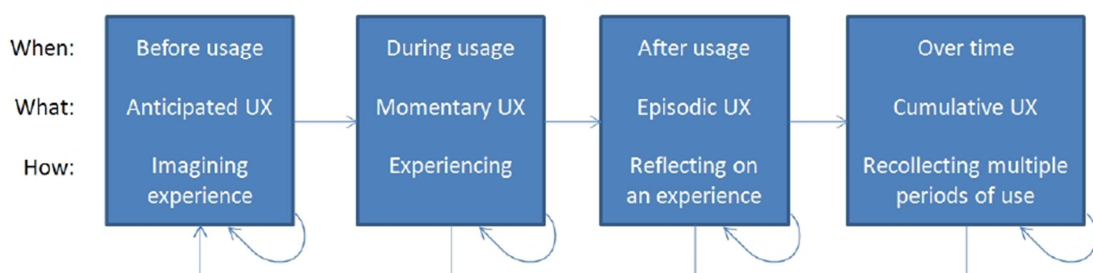 When: Before usage During usage After usage Over time
What: Anticipated UX Momentary UX Episodic UX Cumulative UX
How: Imagining Experiencing Reflecting on Recollecting multiple
experience an experience periods of use